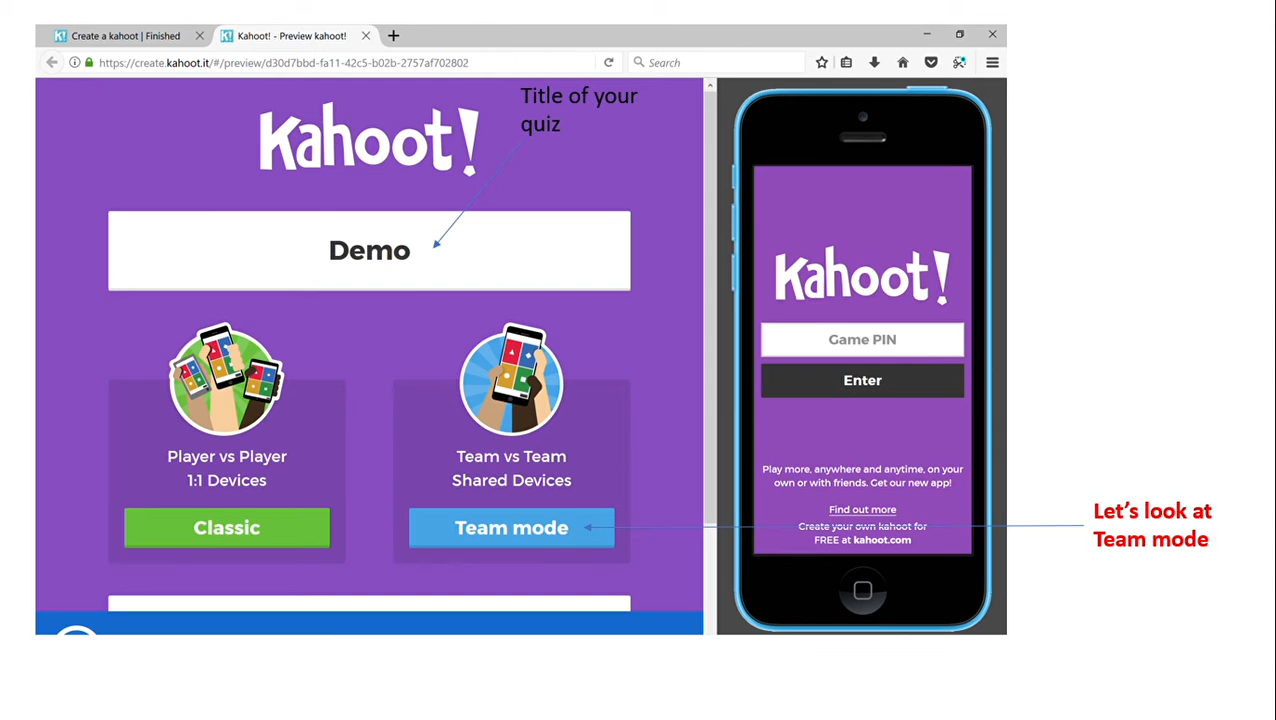 Create a kahoot | Finished
Kahoot! - Preview kahoot!
https://create.kahoot.it/#/preview/d30d7bbd-fa11-42c5-b02b-2757af702802
Search
Title of your
quiz
Kahoot!
Demo
Player vs Player
1:1 Devices
Classic
Team vs Team
Shared Devices
Team mode
Kahoot!
Game PIN
Enter
Play more, anywhere and anytime, on your
own or with friends. Get our new app!
Find out more
Create your own kahoot for
FREE at kahoot.com
Let’s look at
Team mode